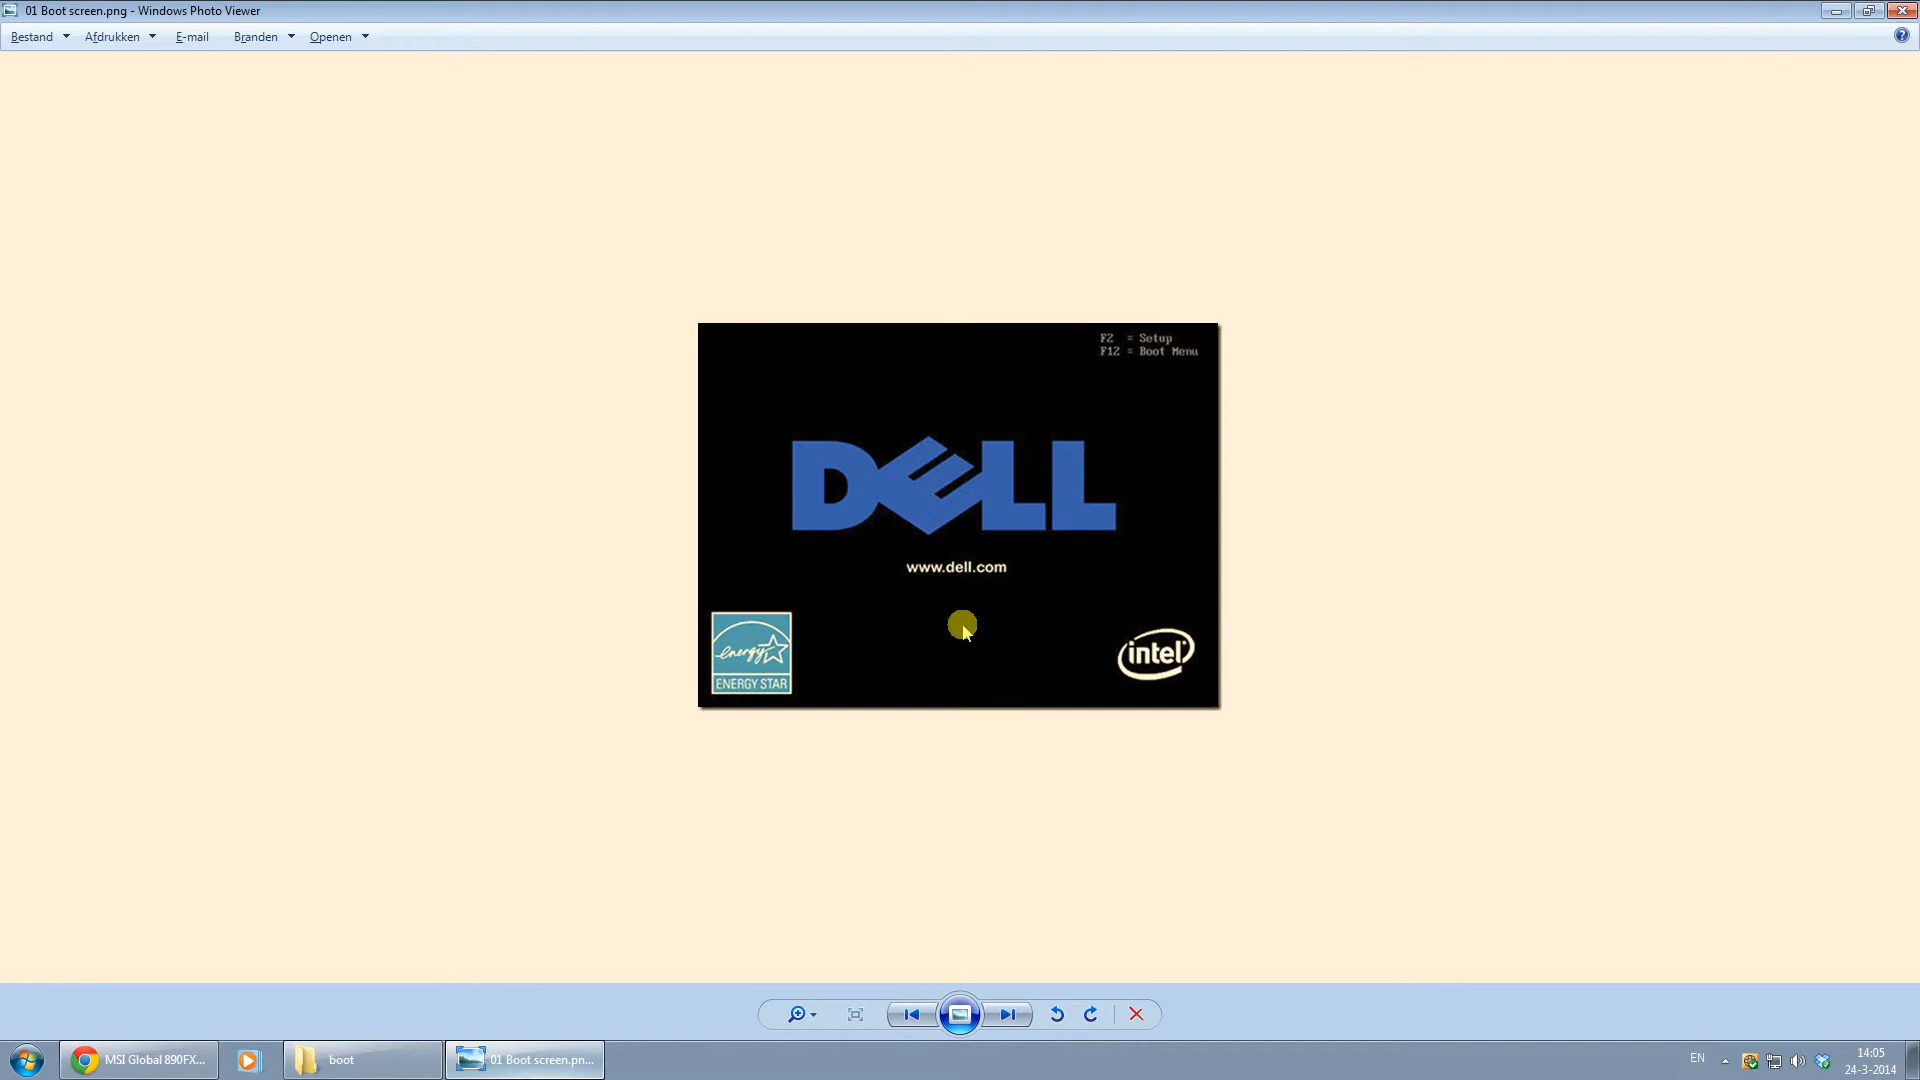 01 Boot screen.png - Windows Photo Viewer
Bestand Afdrukken E-mail Branden Openen
F2 = Setup
F12 = Boot Menu
DELL
www.dell.com
energy
ENERGY STAR
intel
MSI Global 890FX... boot 01 Boot screen.pn... EN 14:05
24-3-2014